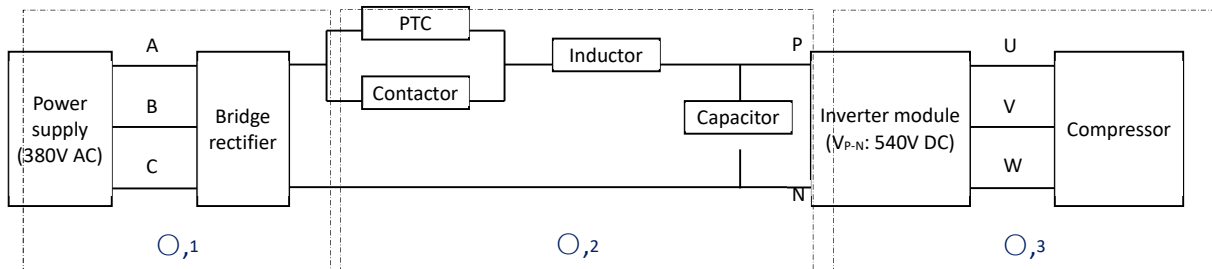 PTC
A
P
U
Inductor
Power
supply
(380V AC)
B
Bridge
rectifier
Contactor
Capacitor
Inverter module
(VP-N: 540V DC)
V
Compressor
C
N
W
○,1
○,2
○,3